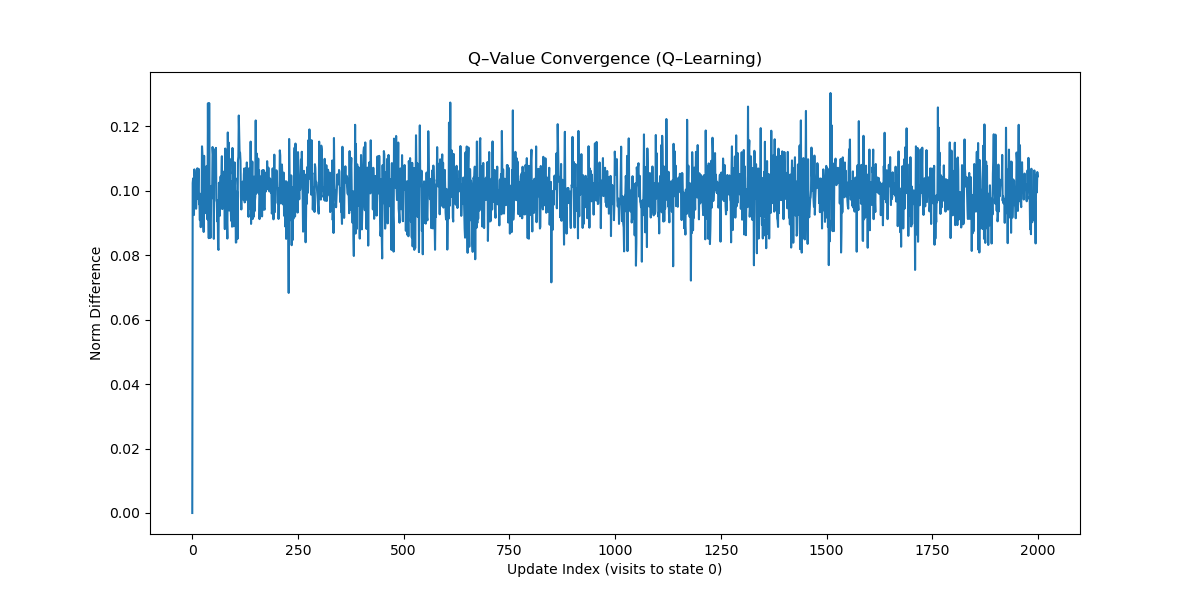 Q–Value Convergence (Q–Learning)
Norm Difference
0.12
0.10
0.08
0.06
0.04
0.02
0.00
0 250 500 750 1000 1250 1500 1750 2000
Update Index (visits to state 0)